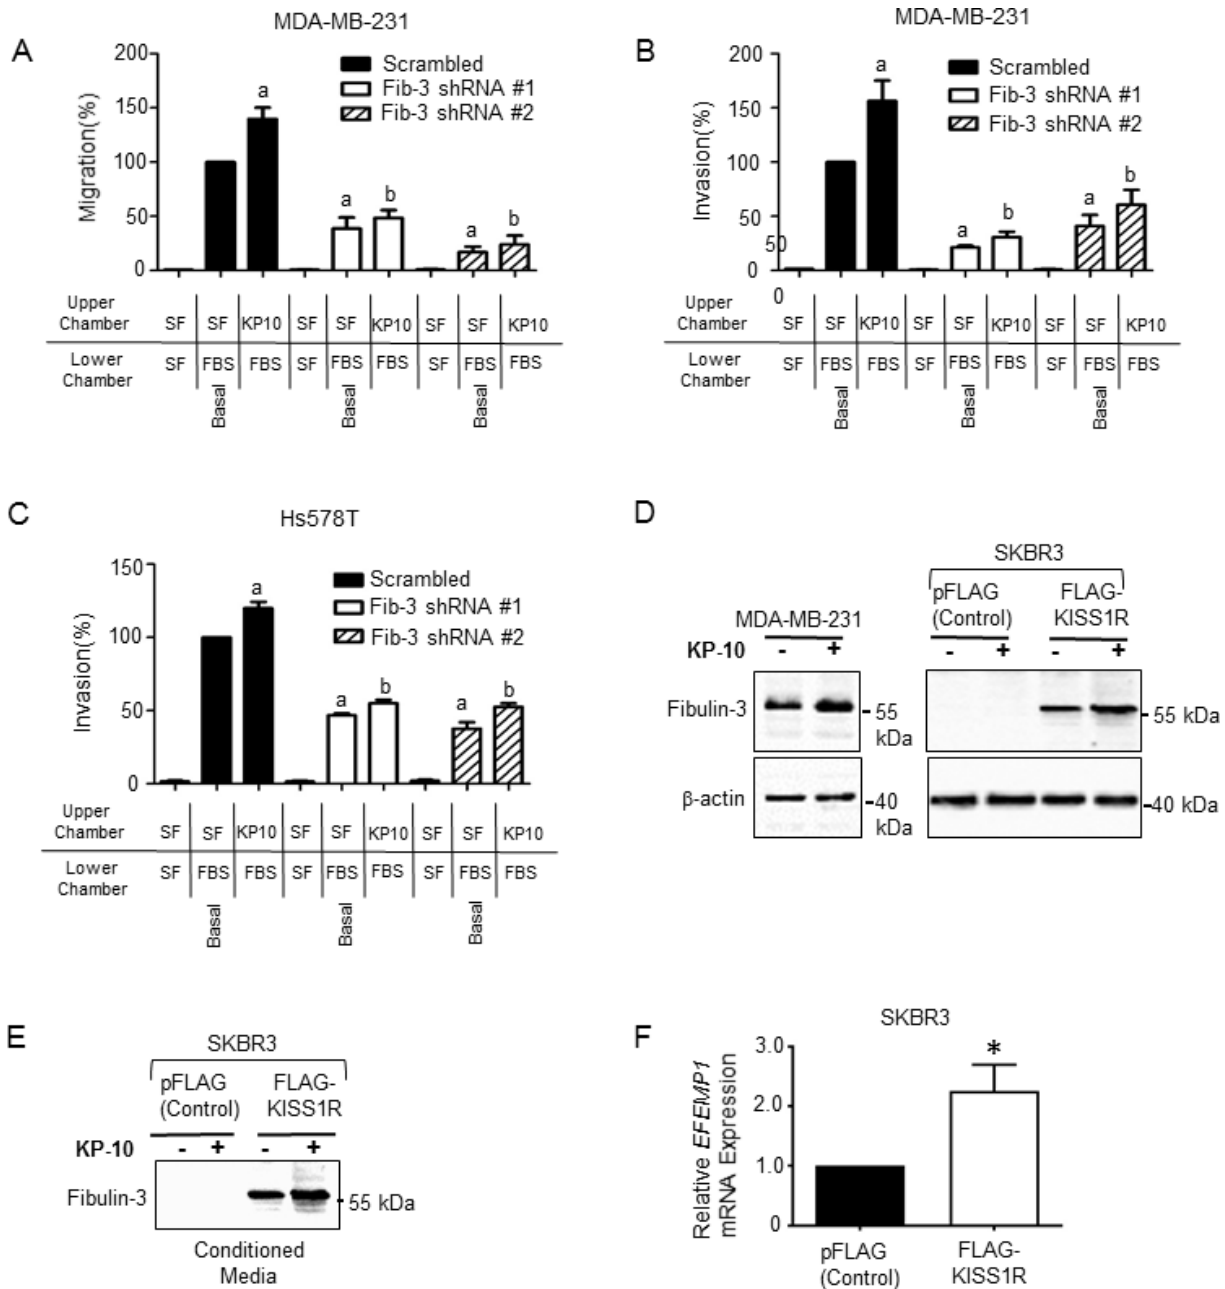 A
MDA-MB-231
Migration(%)
200
150
100
50
0
a
a
b
a
b
Scrambled
Fib-3 shRNA #1
Fib-3 shRNA #2
Upper
Chamber
SF SF KP10 SF SF KP10 SF SF KP10
Lower
Chamber
SF FBS FBS SF FBS FBS SF FBS FBS
Basal Basal Basal
B
MDA-MB-231
Invasion(%)
200
150
100
50
0
50
0
a
a
b
a
b
Scrambled
Fib-3 shRNA #1
Fib-3 shRNA #2
Upper
Chamber
SF SF KP10 SF SF KP10 SF SF KP10
Lower
Chamber
SF FBS FBS SF FBS FBS SF FBS FBS
Basal Basal Basal
C
Hs578T
Invasion(%)
150
100
50
0
a
a
b
a
b
Scrambled
Fib-3 shRNA #1
Fib-3 shRNA #2
Upper
Chamber
SF SF KP10 SF SF KP10 SF SF KP10
Lower
Chamber
SF FBS FBS SF FBS FBS SF FBS FBS
Basal Basal Basal
D
SKBR3
pFLAG
(Control)
FLAG-
KISS1R
MDA-MB-231
KP-10 - + - + - +
Fibulin-3
55
kDa
55 kDa
β-actin
40
kDa
40 kDa
E
SKBR3
pFLAG
(Control)
FLAG-
KISS1R
KP-10 - + - +
Fibulin-3
55 kDa
Conditioned
Media
F
SKBR3
Relative EFEMP1
mRNA Expression
3.0
2.0
1.0
0
*
pFLAG
(Control)
FLAG-
KISS1R